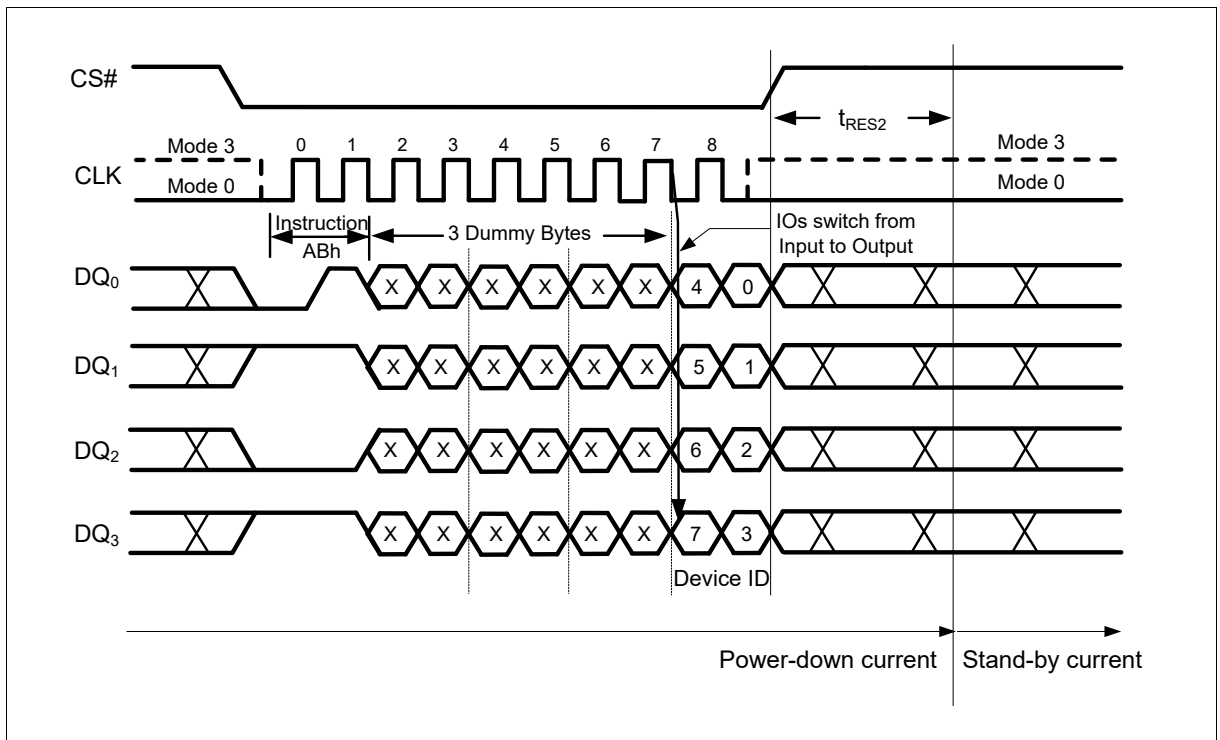 CS#
tRES2
Mode 3 0 1 2 3 4 5 6 7 8 Mode 3
CLK
Mode 0 Mode 0
Instruction
ABh
3 Dummy Bytes
IOs switch from
Input to Output
DQ0 X X X X X X 4 0
DQ1 X X X X X X 5 1
DQ2 X X X X X X 6 2
DQ3 X X X X X X 7 3
Device ID
Power-down current Stand-by current